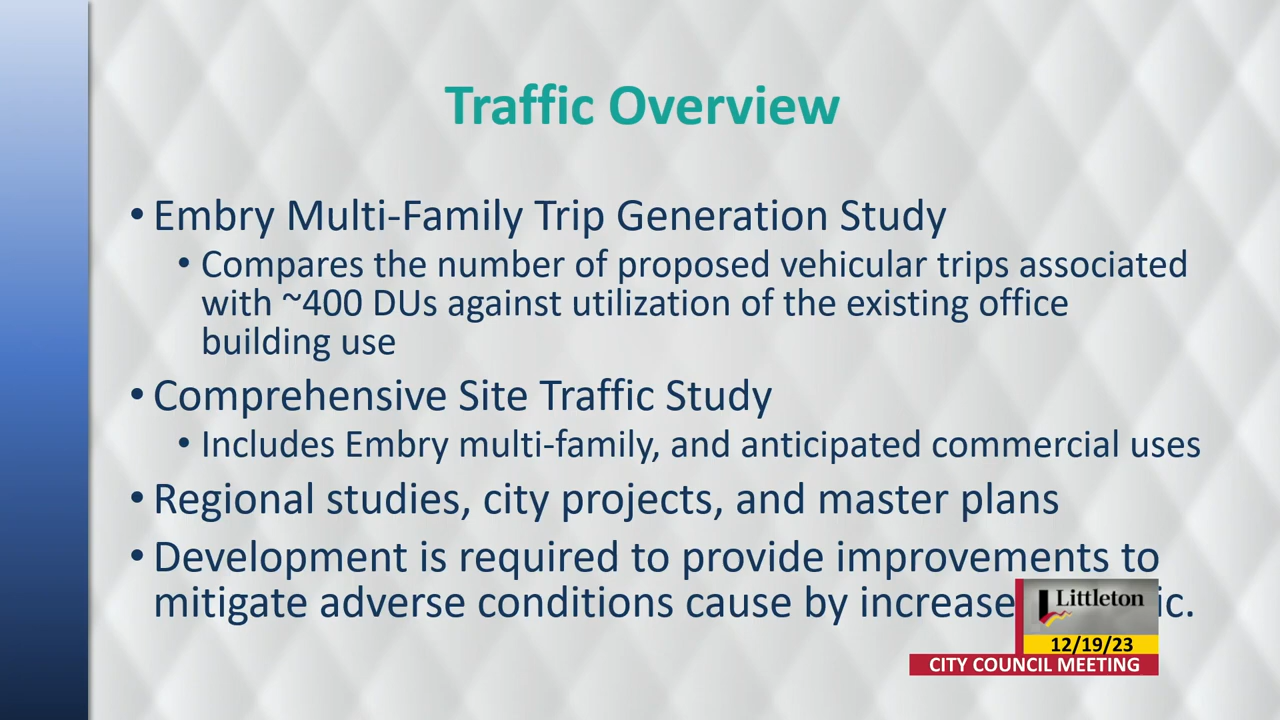 Traffic Overview
• Embry Multi-Family Trip Generation Study
• Compares the number of proposed vehicular trips associated
with ~400 DUs against utilization of the existing office
building use
• Comprehensive Site Traffic Study
• Includes Embry multi-family, and anticipated commercial uses
• Regional studies, city projects, and master plans
• Development is required to provide improvements to
mitigate adverse conditions cause by increase
Littleton
12/19/23
CITY COUNCIL MEETING